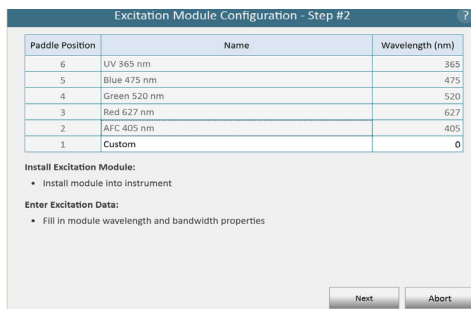 Excitation Module Configuration - Step #2
?
Paddle Position Name Wavelength (nm)
6 UV 365 nm 365
5 Blue 475 nm 475
4 Green 520 nm 520
3 Red 627 nm 627
2 AFC 405 nm 405
1 Custom 0
Install Excitation Module:
• Install module into instrument
Enter Excitation Data:
• Fill in module wavelength and bandwidth properties
Next Abort